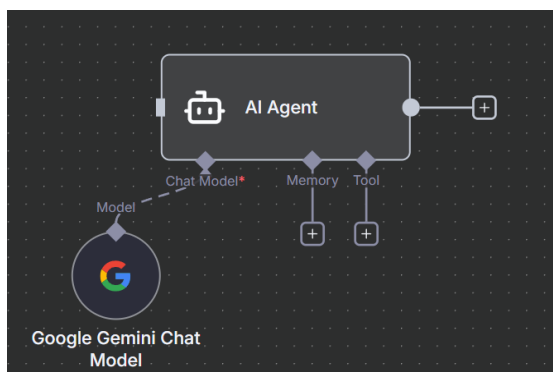 AI Agent
Chat Model*
Memory
Tool
Model
Google Gemini Chat
Model